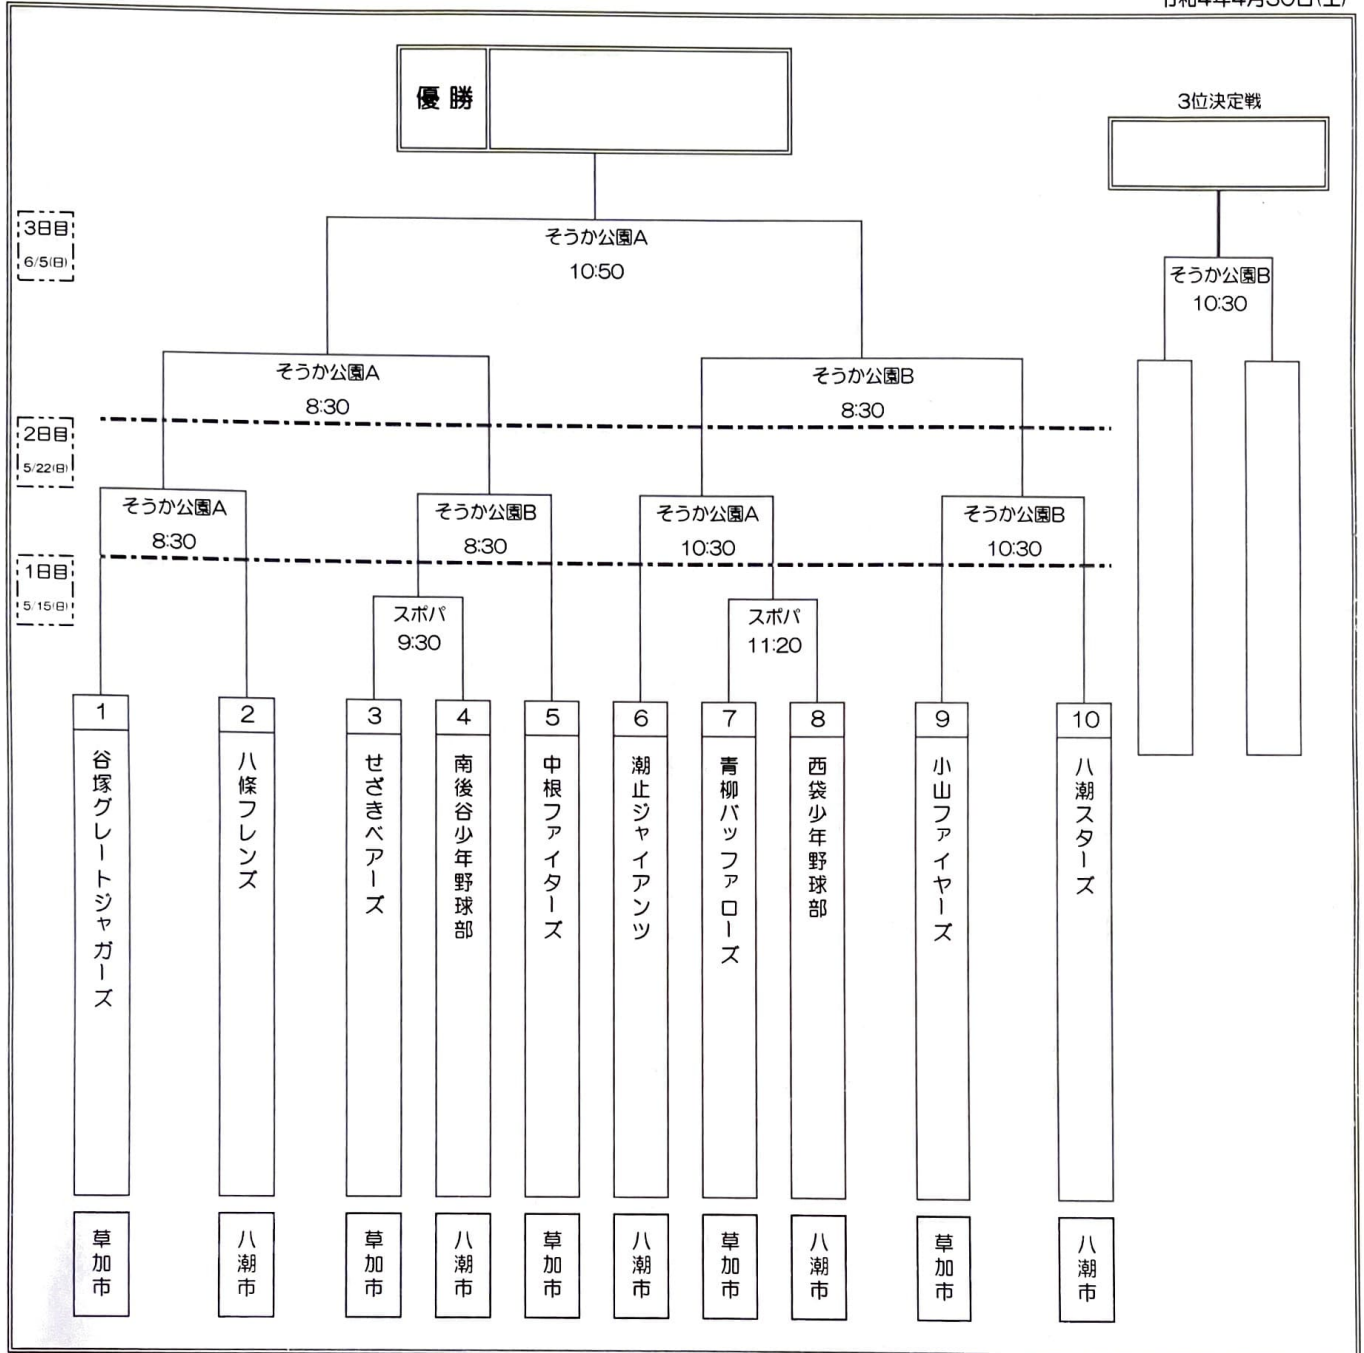 令和4年4月30日(土)
優勝
3位決定戦
3日目
6/5(日)
そうか公園A
10:50
そうか公園B
10:30
そうか公園A
8:30
そうか公園B
8:30
2日目
5/22(日)
そうか公園A
8:30
そうか公園B
8:30
そうか公園A
10:30
そうか公園B
10:30
1日目
5/15(日)
スポパ
9:30
スポパ
11:20
1
谷塚グレートジャガーズ
草加市
2
八條フレンズ
八潮市
3
せざきベアーズ
草加市
4
南後谷少年野球部
八潮市
5
中根ファイターズ
草加市
6
潮止ジャイアンツ
八潮市
7
青柳バッファローズ
草加市
8
西袋少年野球部
八潮市
9
小山ファイヤーズ
草加市
10
八潮スターズ
八潮市